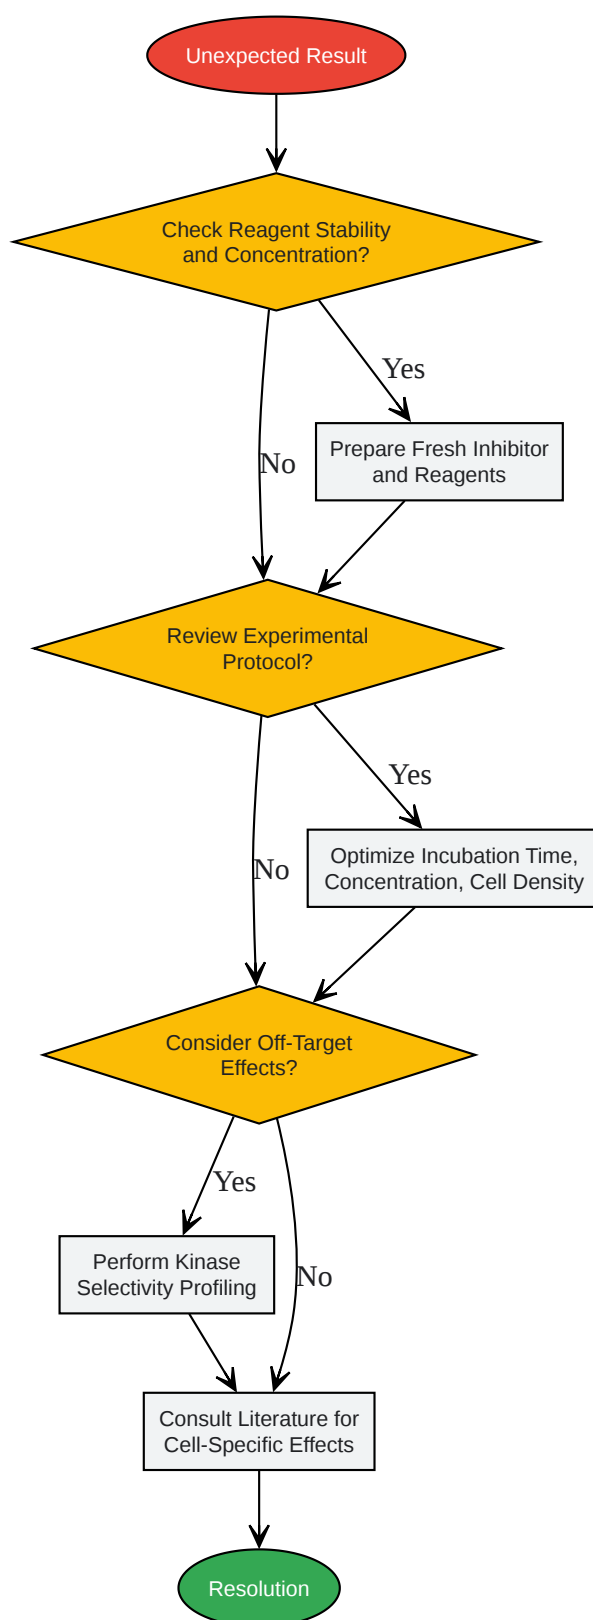 Unexpected Result
Check Reagent Stability
and Concentration?
Yes
Prepare Fresh Inhibitor
and Reagents
No
Review Experimental
Protocol?
Yes
Optimize Incubation Time,
Concentration, Cell Density
No
Consider Off-Target
Effects?
Yes
Perform Kinase
Selectivity Profiling
No
Consult Literature for
Cell-Specific Effects
Resolution